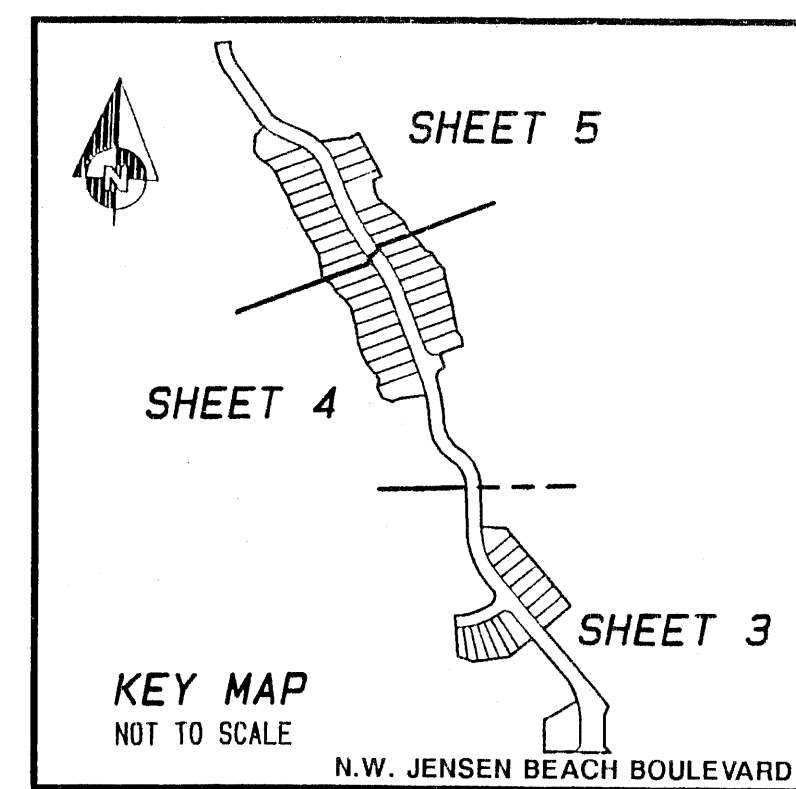 SHEET 5
N
SHEET 4
SHEET 3
KEY MAP
NOT TO SCALE
N.W. JENSEN BEACH BOULEVARD